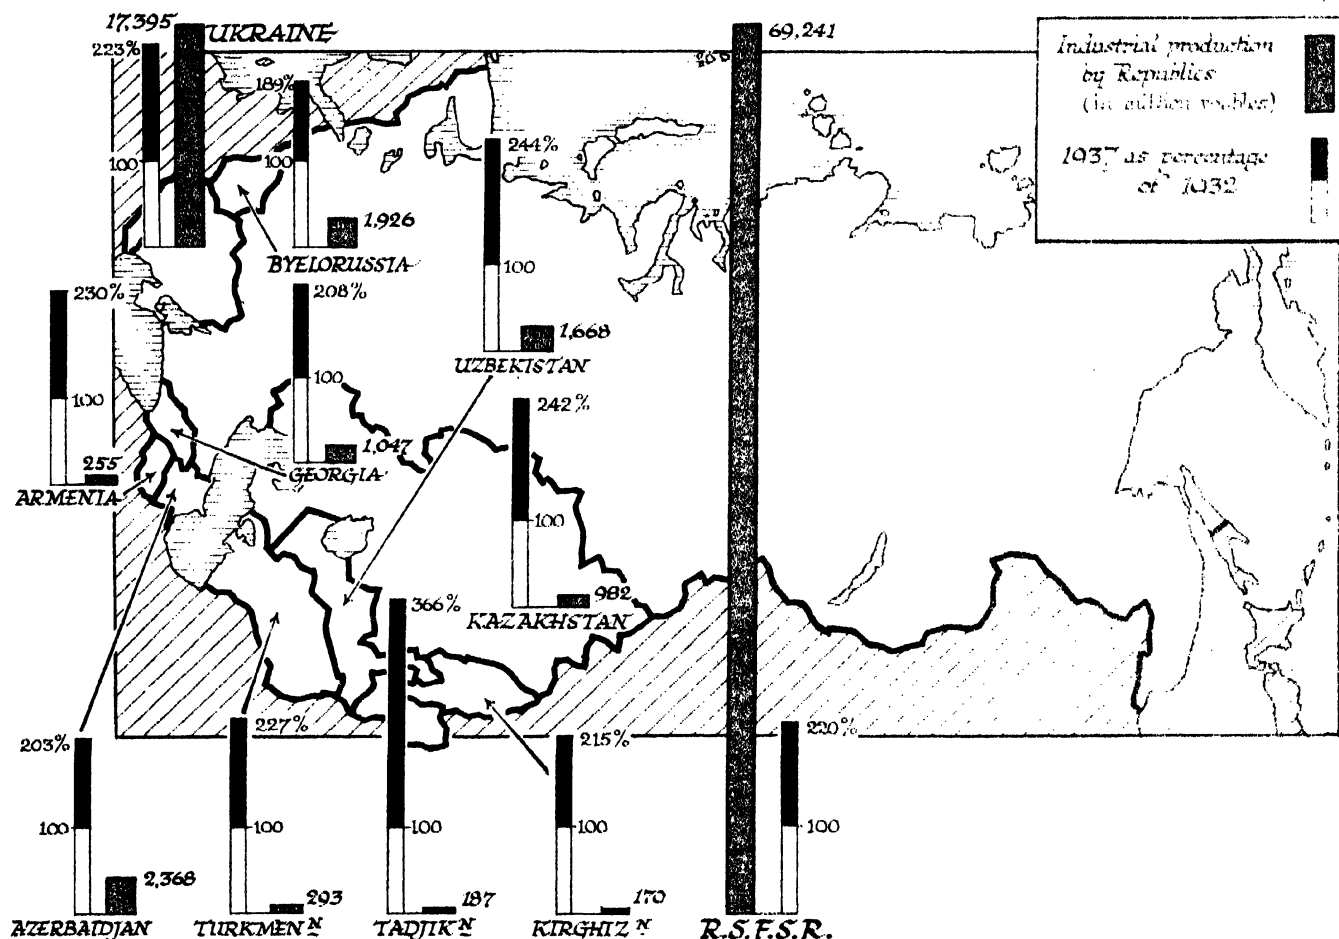 17,395
UKRAINE
223%
100
189%
100
1,926
BYELORUSSIA
69,241
Industrial production
by Republics
(in million roubles)
1937 as percentage
of 1932
244%
100
1,668
UZBEKISTAN
230%
100
255
ARMENIA
208%
100
1,047
GEORGIA
242%
100
982
KAZAKHSTAN
203%
100
2,368
AZERBAIDJAN
227%
100
293
TURKMEN N
366%
100
187
TADJIK N
215%
100
170
KIRGHIZ N
220%
100
R.S.F.S.R.